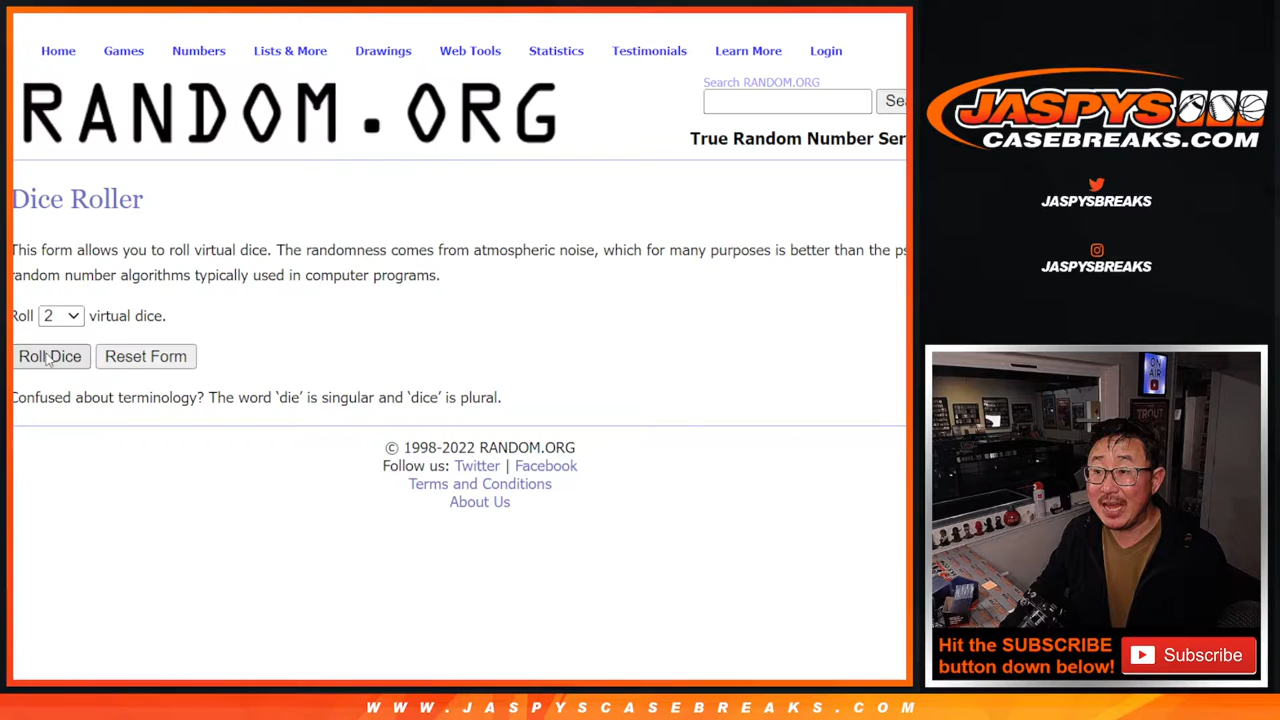 Home Games Numbers Lists & More Drawings Web Tools Statistics Testimonials Learn More Login
RANDOM.ORG
Search RANDOM.ORG
Sea
True Random Number Ser
Dice Roller
This form allows you to roll virtual dice. The randomness comes from atmospheric noise, which for many purposes is better than the ps
random number algorithms typically used in computer programs.
Roll 2 virtual dice.
Roll Dice Reset Form
Confused about terminology? The word ‘die’ is singular and ‘dice’ is plural.
© 1998-2022 RANDOM.ORG
Follow us: Twitter | Facebook
Terms and Conditions
About Us
JASPYS
CASEBREAKS.COM
JASPYSBREAKS
JASPYSBREAKS
ON AIR
TROUT
Hit the SUBSCRIBE
button down below!
Subscribe
WWW.JASPYSCASEBREAKS.COM